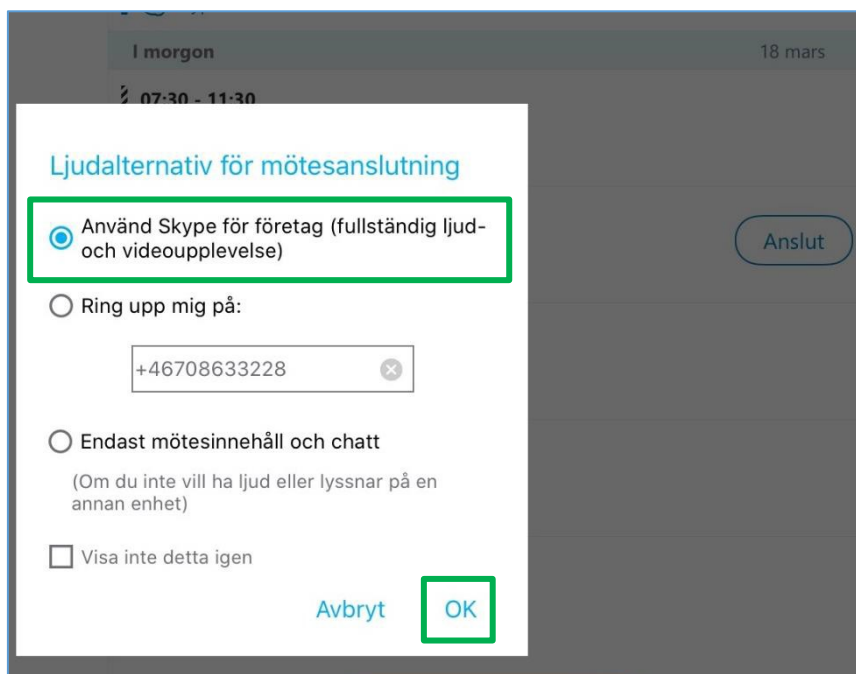 I morgon
18 mars
07:30 - 11:30
Ljudalternativ för mötesanslutning
Använd Skype för företag (fullständig ljud-
och videoupplevelse)
Anslut
Ring upp mig på:
+46708633228
Endast mötesinnehåll och chatt
(Om du inte vill ha ljud eller lyssnar på en
annan enhet)
Visa inte detta igen
Avbryt
OK